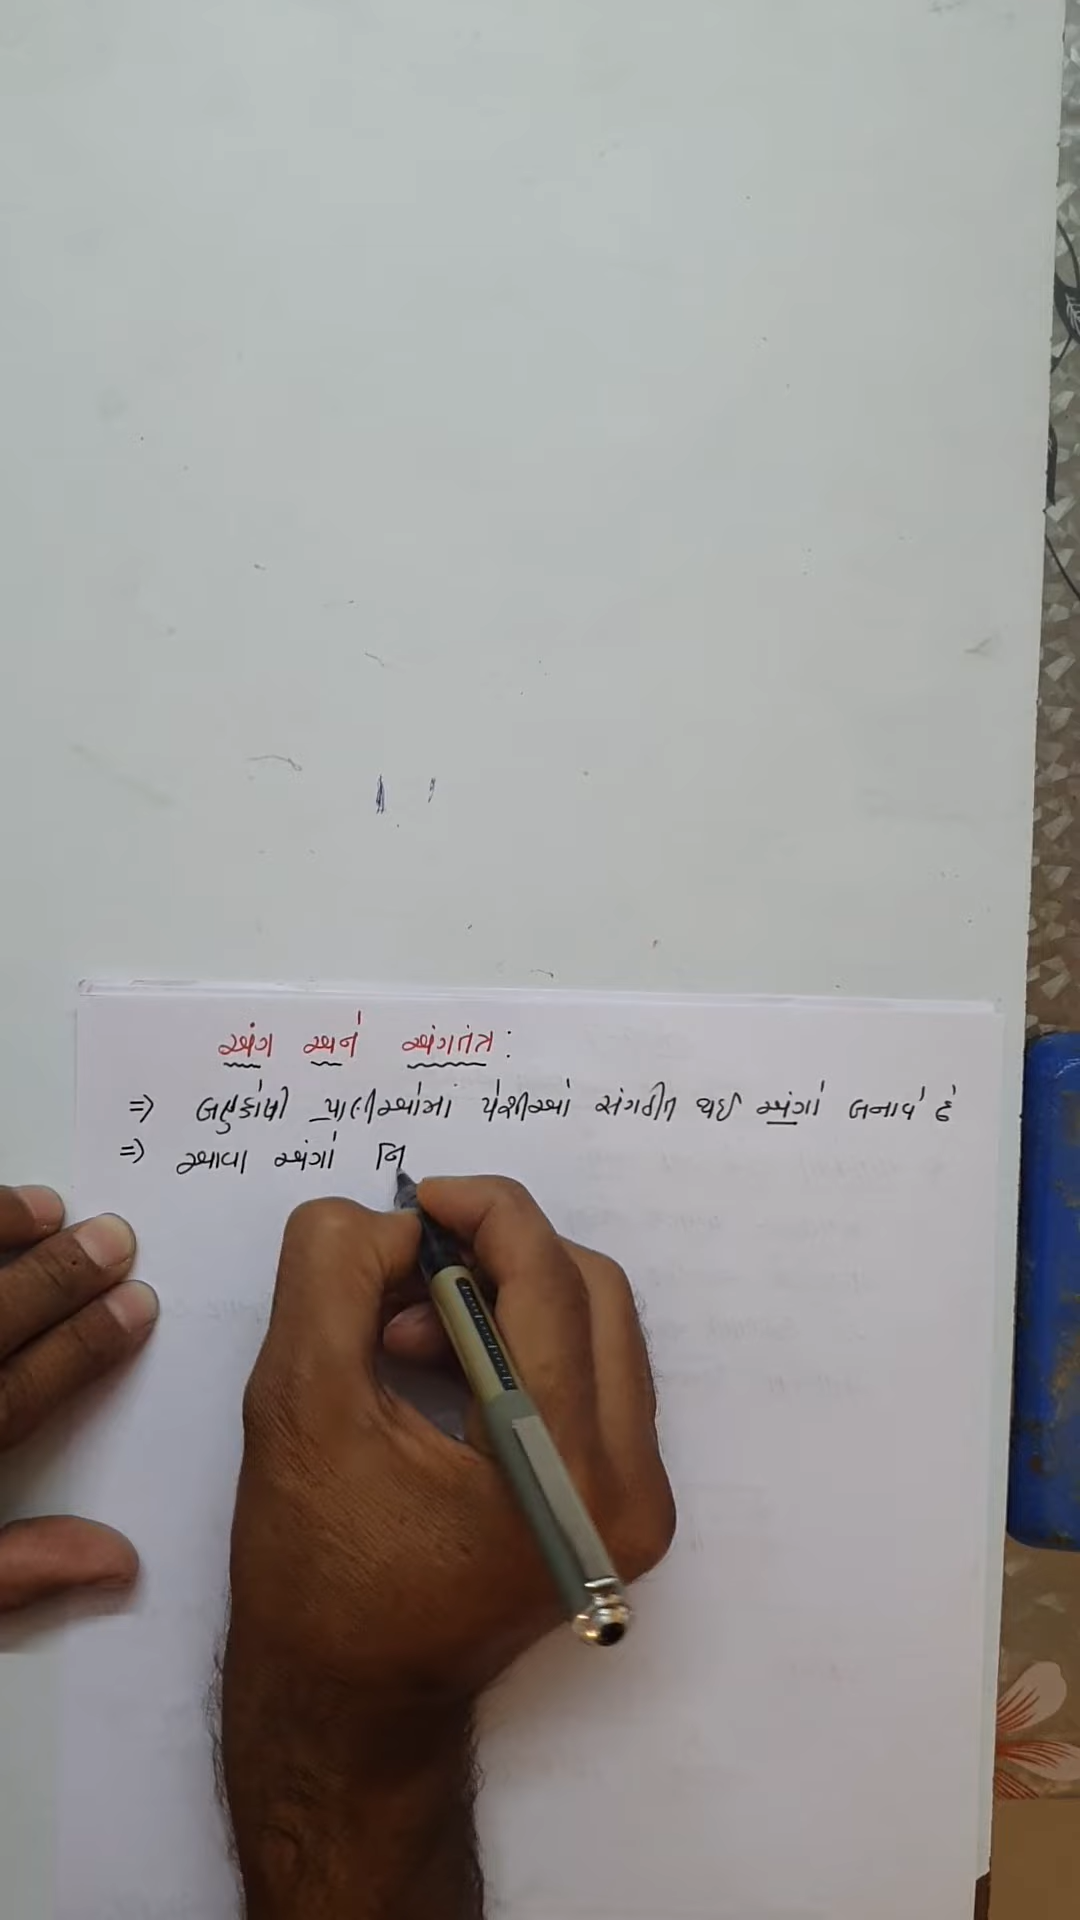 અંગ અને અંગતંત્ર :
⇒ બહુકોષી પ્રાણીઓમાં પેશીઓ સંગઠીત થઈ અંગો બનાવે છે
⇒ આવા અંગો નિ